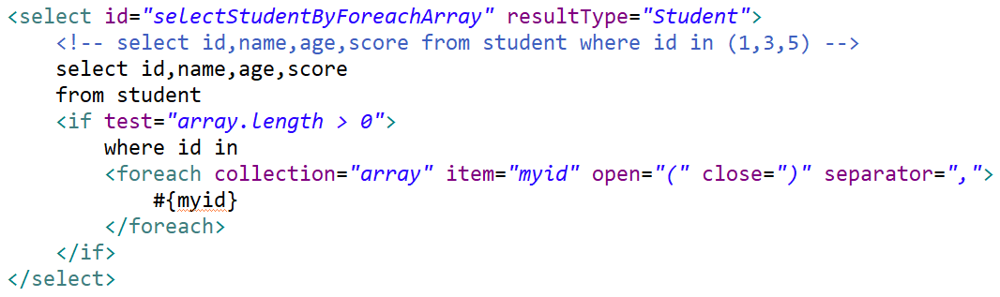 <select id="selectStudentByForeachArray" resultType="Student">
<!-- select id,name,age,score from student where id in (1,3,5) -->
select id,name,age,score
from student
<if test="array.length > 0">
where id in
<foreach collection="array" item="myid" open="(" close=")" separator=",">
#{myid}
</foreach>
</if>
</select>